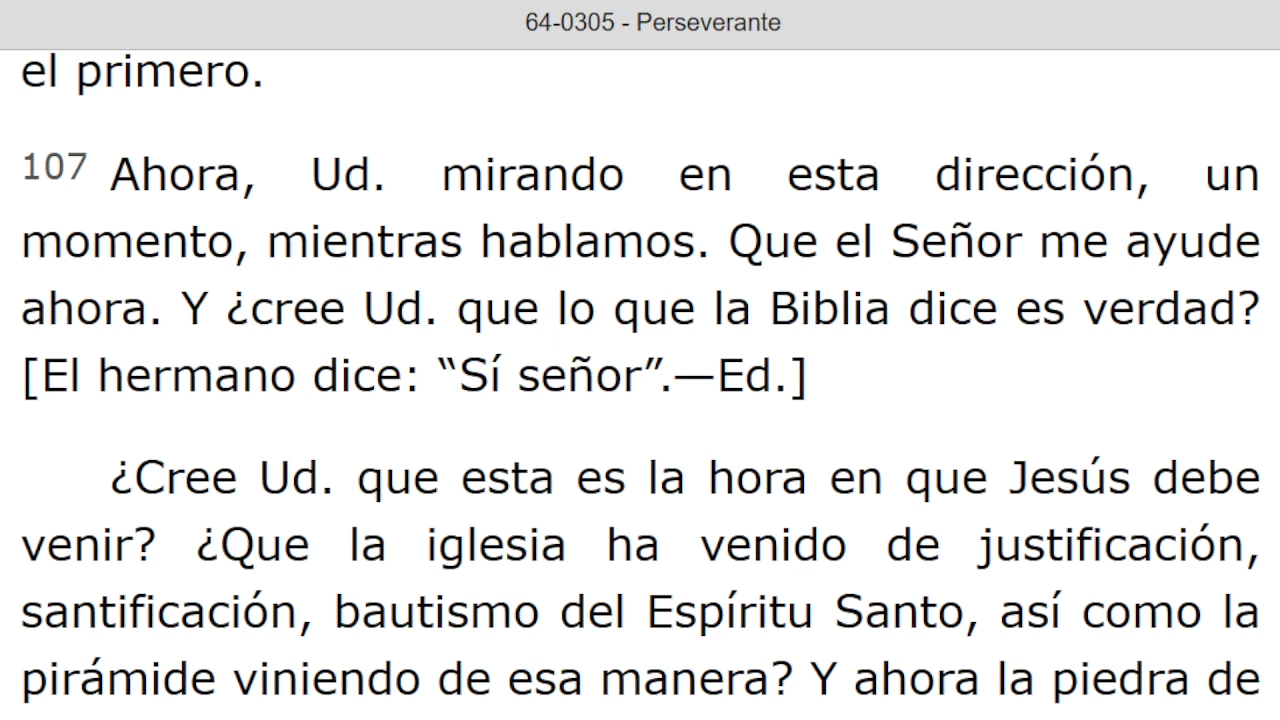 64-0305 - Perseverante
el primero.
107 Ahora, Ud. mirando en esta dirección, un
momento, mientras hablamos. Que el Señor me ayude
ahora. Y ¿cree Ud. que lo que la Biblia dice es verdad?
[El hermano dice: “Sí señor”.—Ed.]
¿Cree Ud. que esta es la hora en que Jesús debe
venir? ¿Que la iglesia ha venido de justificación,
santificación, bautismo del Espíritu Santo, así como la
pirámide viniendo de esa manera? Y ahora la piedra de